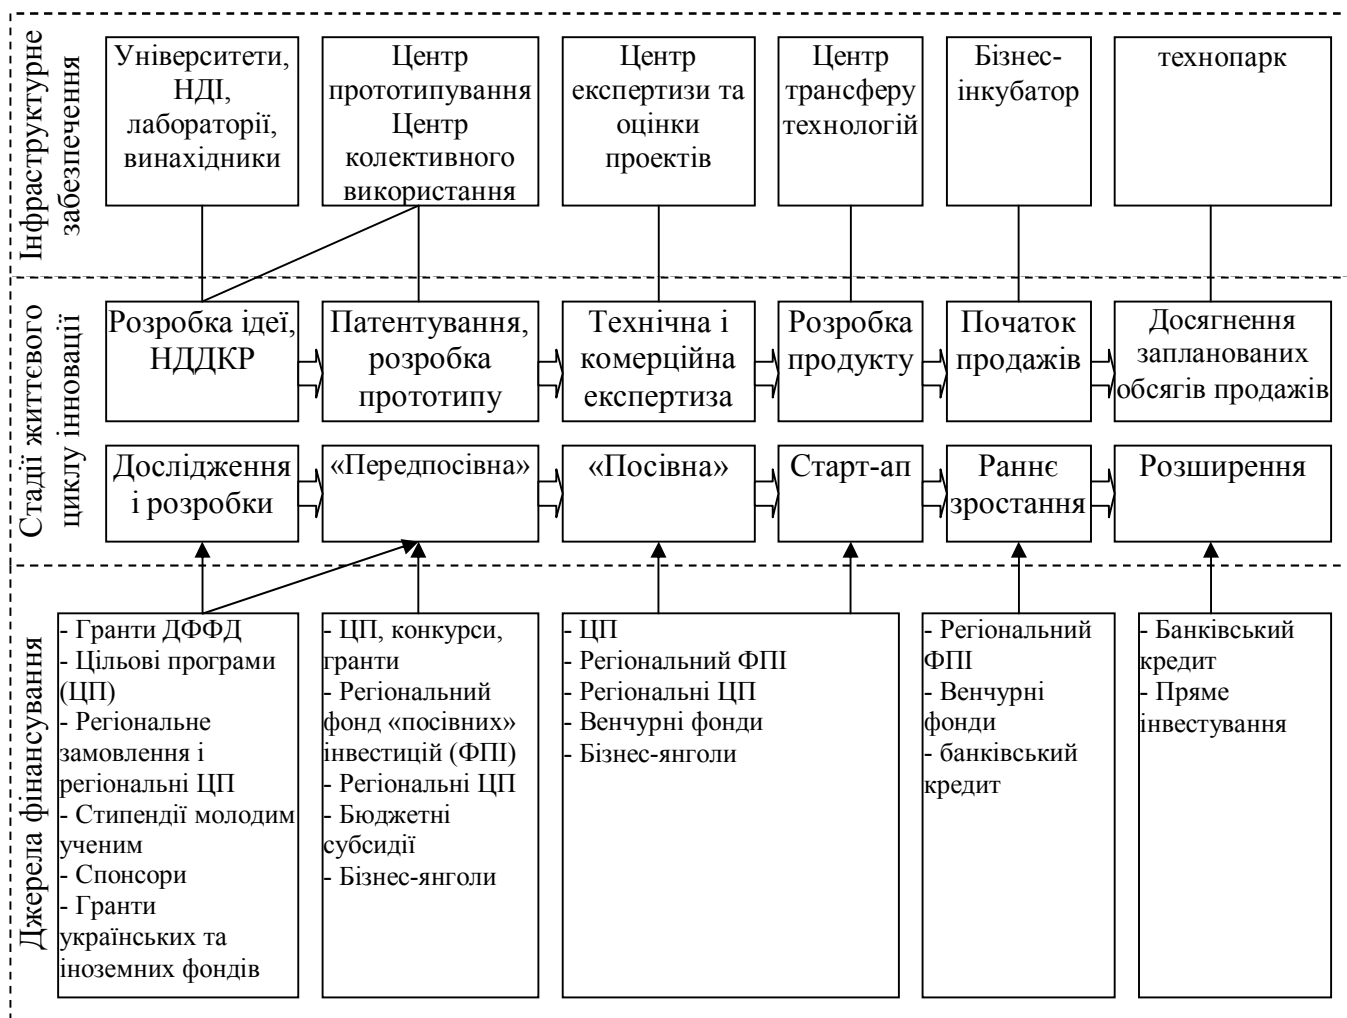 Інфраструктурне
забезпечення
Університети,
НДІ,
лабораторії,
винахідники
Центр
прототипування
Центр
колективного
використання
Центр
експертизи та
оцінки
проектів
Центр
трансферу
технологій
Бізнес-
інкубатор
технопарк
Стадії життєвого
циклу інновації
Розробка ідеї,
НДДКР
Патентування,
розробка
прототипу
Технічна і
комерційна
експертиза
Розробка
продукту
Початок
продажів
Досягнення
запланованих
обсягів продажів
Дослідження
і розробки
«Передпосівна»
«Посівна»
Старт-ап
Раннє
зростання
Розширення
Джерела фінансування
- Гранти ДФФД
- Цільові програми
(ЦП)
- Регіональне
замовлення і
регіональні ЦП
- Стипендії молодим
ученим
- Спонсори
- Гранти
українських та
іноземних фондів
- ЦП, конкурси,
гранти
- Регіональний
фонд «посівних»
інвестицій (ФПІ)
- Регіональні ЦП
- Бюджетні
субсидії
- Бізнес-янголи
- ЦП
- Регіональний ФПІ
- Регіональні ЦП
- Венчурні фонди
- Бізнес-янголи
- Регіональний
ФПІ
- Венчурні
фонди
- банківський
кредит
- Банківський
кредит
- Пряме
інвестування